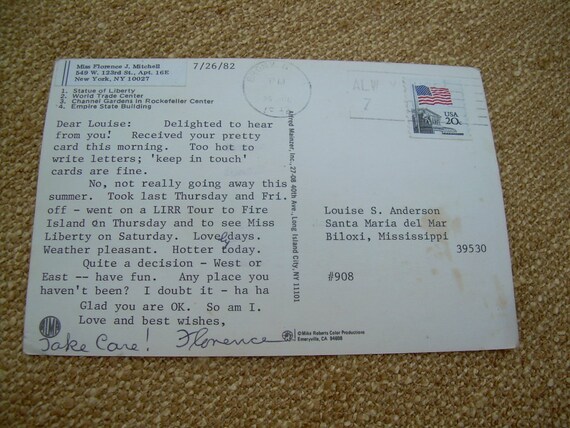 Miss Florence J. Mitchell
549 W. 123rd St., Apt. 16E
New York, NY 10027
7/26/82
1. Statue of Liberty
2. World Trade Center
3. Channel Gardens in Rockefeller Center
4. Empire State Building
Dear Louise: Delighted to hear
from you! Received your pretty
card this morning. Too hot to
write letters; 'keep in touch'
cards are fine.
No, not really going away this
summer. Took last Thursday and Fri.
off - went on a LIRR Tour to Fire
Island on Thursday and to see Miss
Liberty on Saturday. Lovely days.
Weather pleasant. Hotter today.
Quite a decision - West or
East -- have fun. Any place you
haven't been? I doubt it - ha ha
Glad you are OK. So am I.
Love and best wishes,
Take Care! Florence
Alfred Mainzer, Inc., 27-08 40th Ave., Long Island City, NY 11101
© Mike Roberts Color Productions
Emeryville, CA 94608
USA
20c
Louise S. Anderson
Santa Maria del Mar
Biloxi, Mississippi
39530
#908